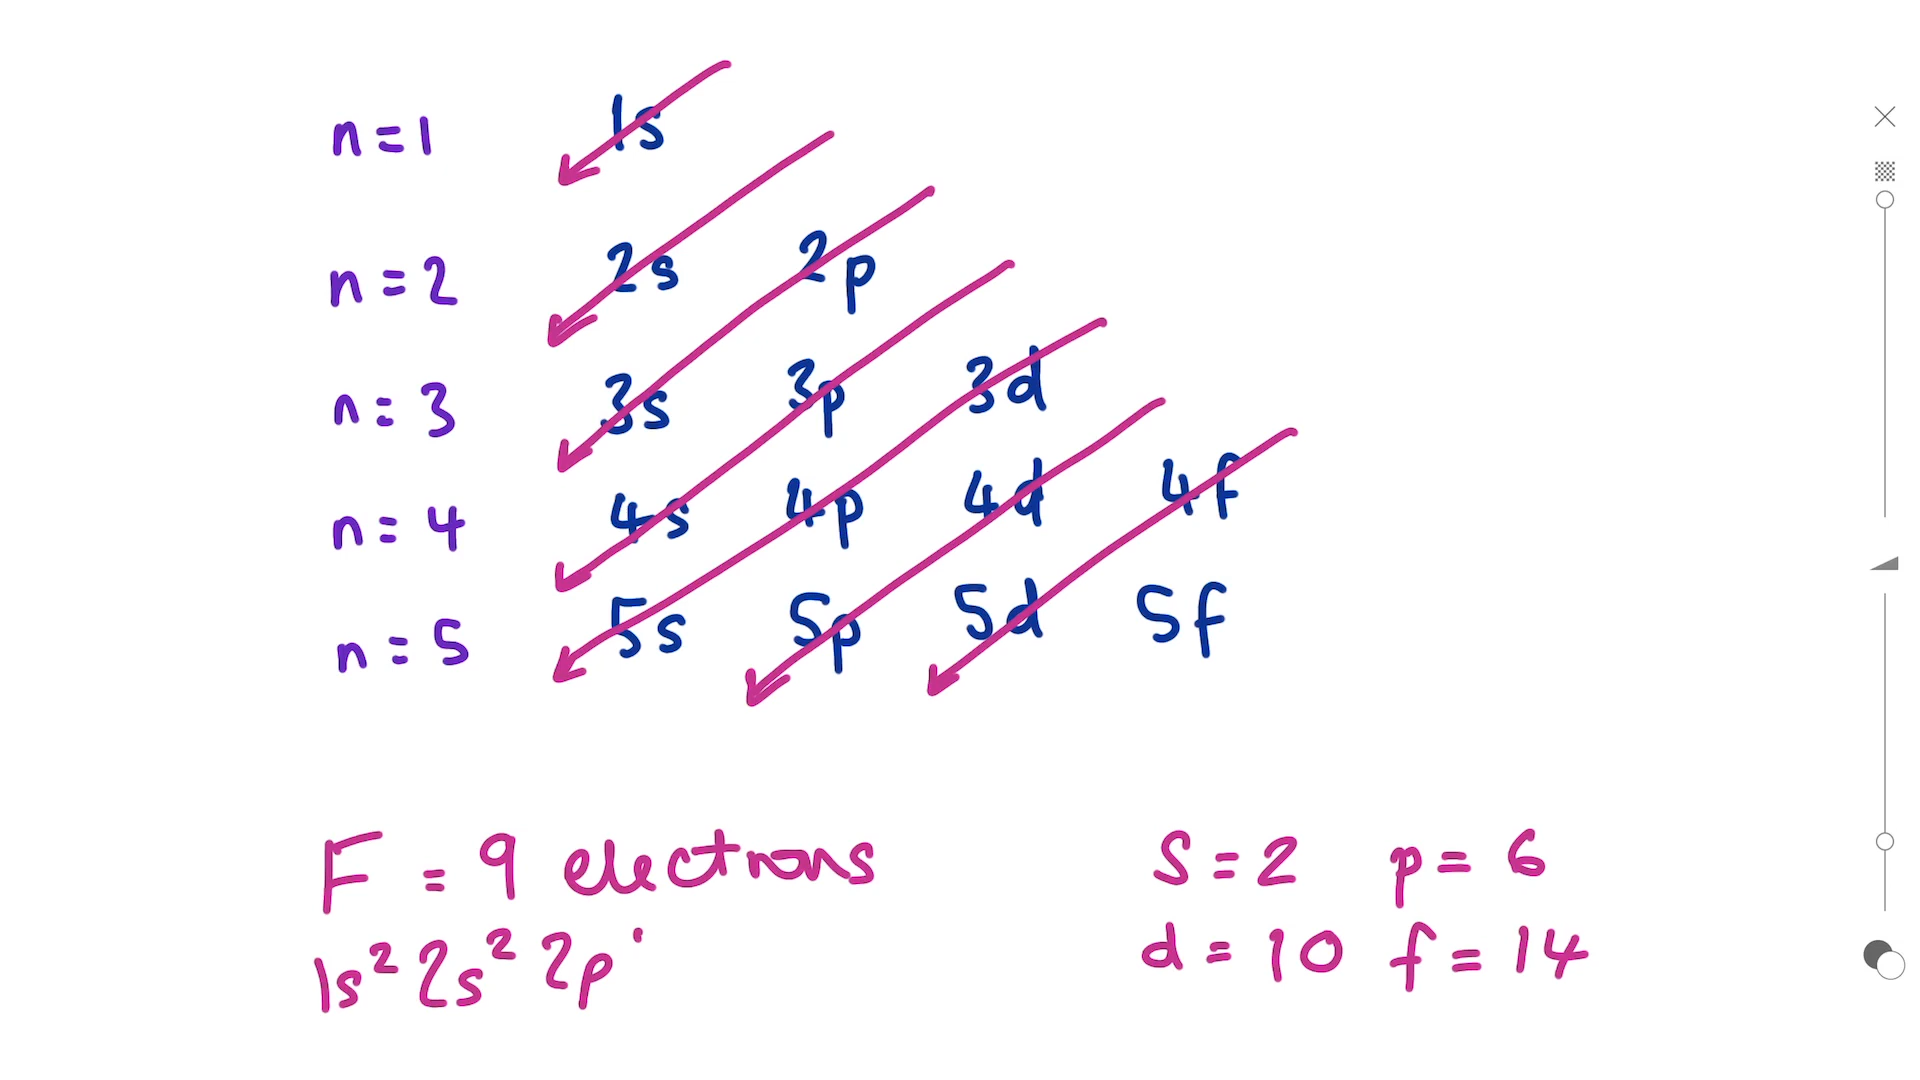 n=1 1s
n=2 2s 2p
n=3 3s 3p 3d
n=4 4s 4p 4d 4f
n=5 5s 5p 5d 5f
F = 9 electrons
1s² 2s² 2p
S=2 p=6
d=10 f=14